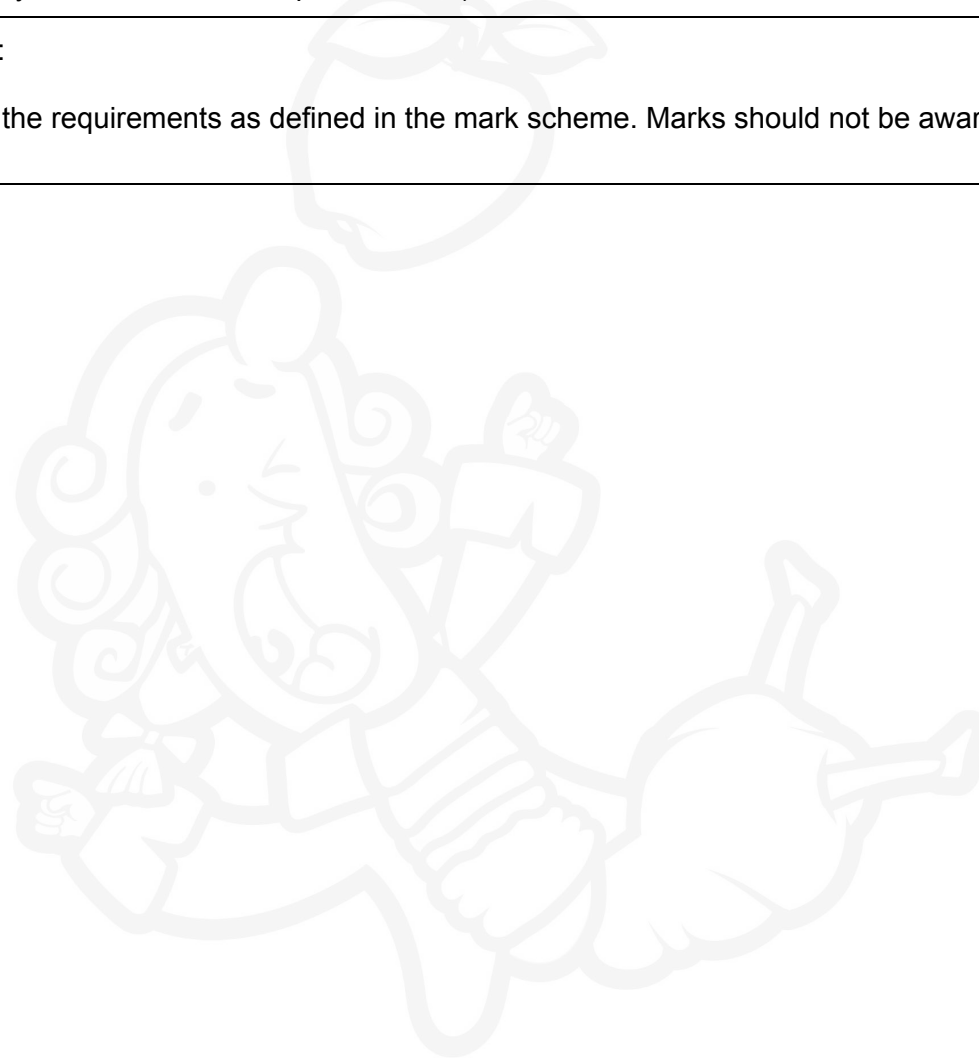 :
the requirements as defined in the mark scheme. Marks should not be awar